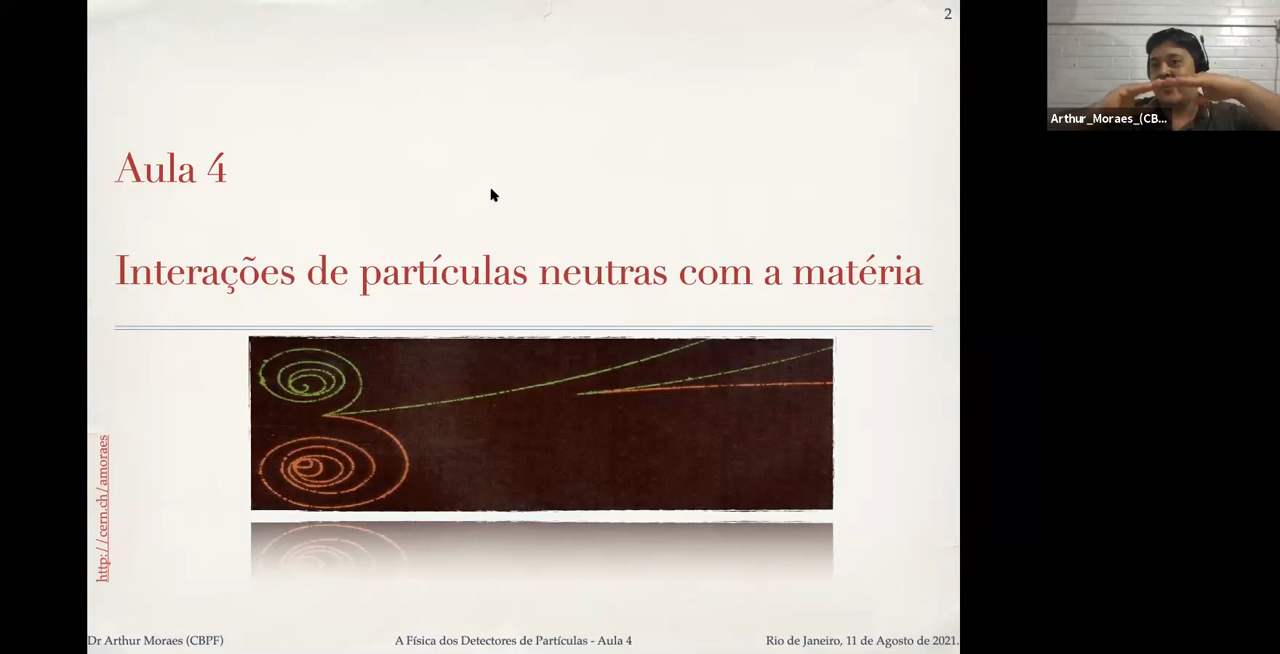 2
Arthur_Moraes_(CB...
Aula 4
Interações de partículas neutras com a matéria
http://cern.ch/amoraes
Dr Arthur Moraes (CBPF)
A Física dos Detectores de Partículas - Aula 4
Rio de Janeiro, 11 de Agosto de 2021.